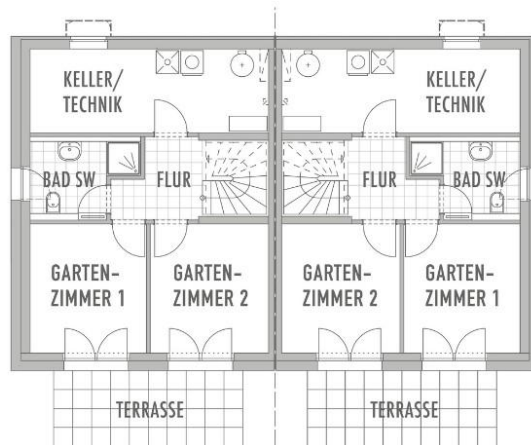 KELLER/
TECHNIK
KELLER/
TECHNIK
BAD SW
FLUR
FLUR
BAD SW
GARTEN-
ZIMMER 1
GARTEN-
ZIMMER 2
GARTEN-
ZIMMER 2
GARTEN-
ZIMMER 1
TERRASSE
TERRASSE